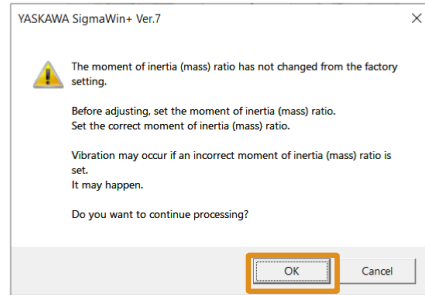 YASKAWA SigmaWin+ Ver.7
The moment of inertia (mass) ratio has not changed from the factory
setting.
Before adjusting, set the moment of inertia (mass) ratio.
Set the correct moment of inertia (mass) ratio.
Vibration may occur if an incorrect moment of inertia (mass) ratio is
set.
It may happen.
Do you want to continue processing?
OK
Cancel